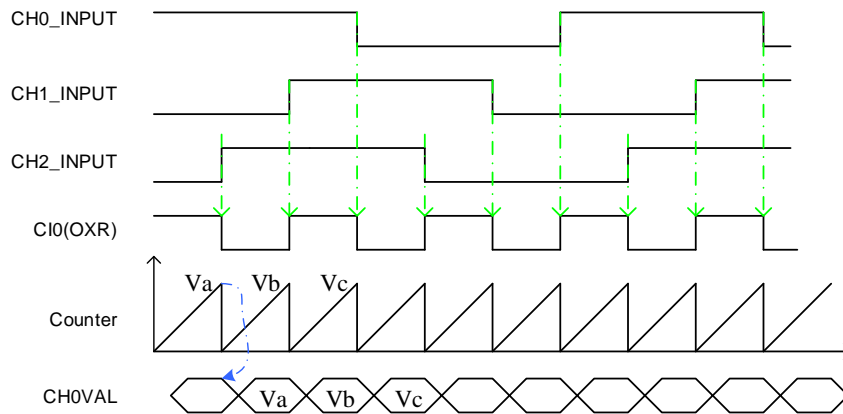 CH0_INPUT
CH1_INPUT
CH2_INPUT
CI0(OXR)
Va Vb Vc
Counter
CH0VAL Va Vb Vc